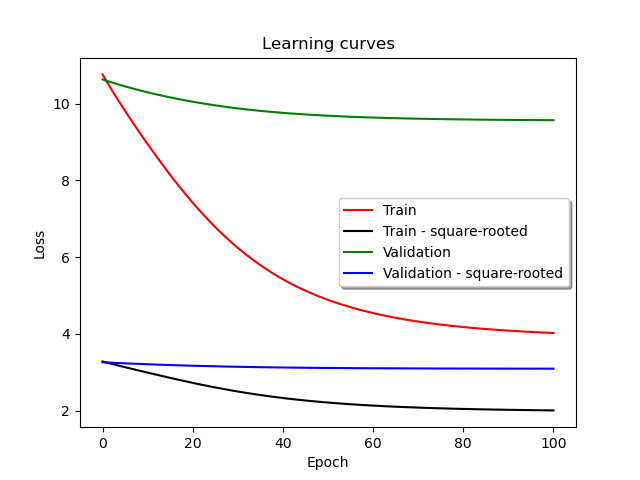 Learning curves
10
8
6
4
2
Loss
Train
Train - square-rooted
Validation
Validation - square-rooted
0 20 40 60 80 100
Epoch